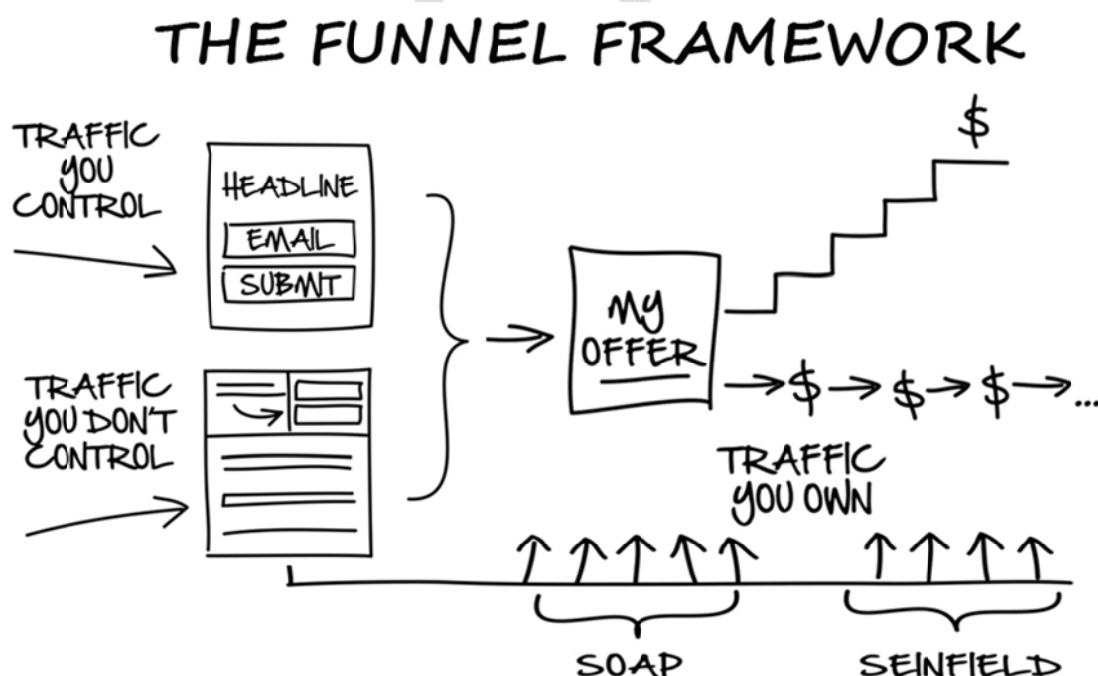 THE FUNNEL FRAMEWORK
TRAFFIC
YOU
CONTROL
HEADLINE
EMAIL
SUBMIT
$
MY
OFFER
TRAFFIC
YOU DON'T
CONTROL
$ $ $ ...
TRAFFIC
YOU OWN
SOAP
SEINFIELD